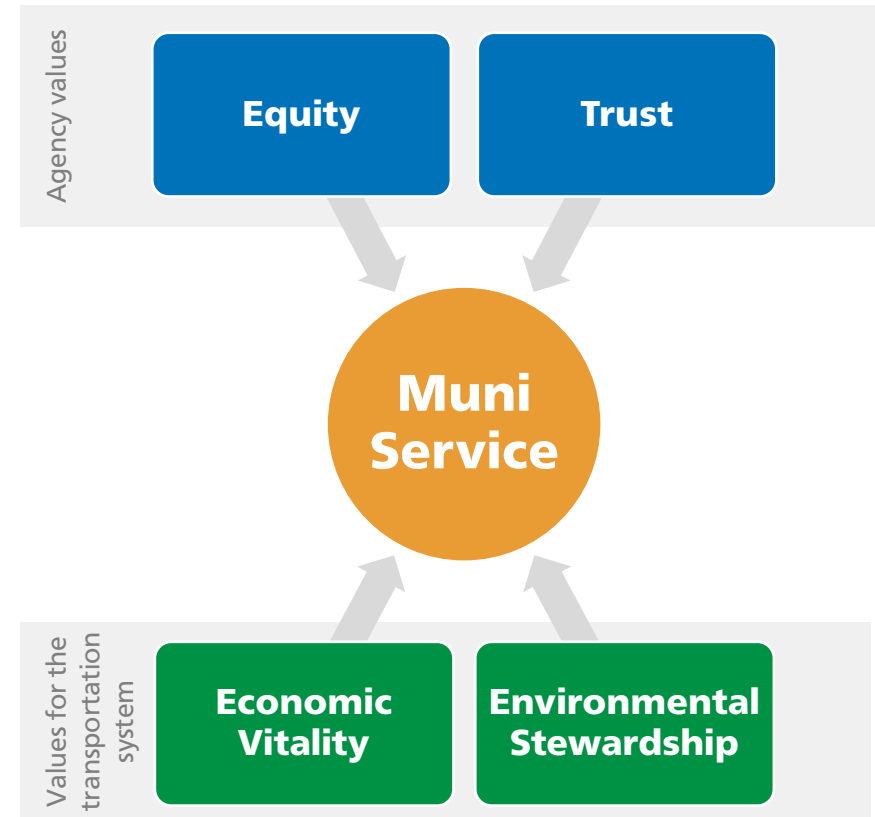 Agency values
Equity
Trust
Muni
Service
Values for the
transportation
system
Economic
Vitality
Environmental
Stewardship